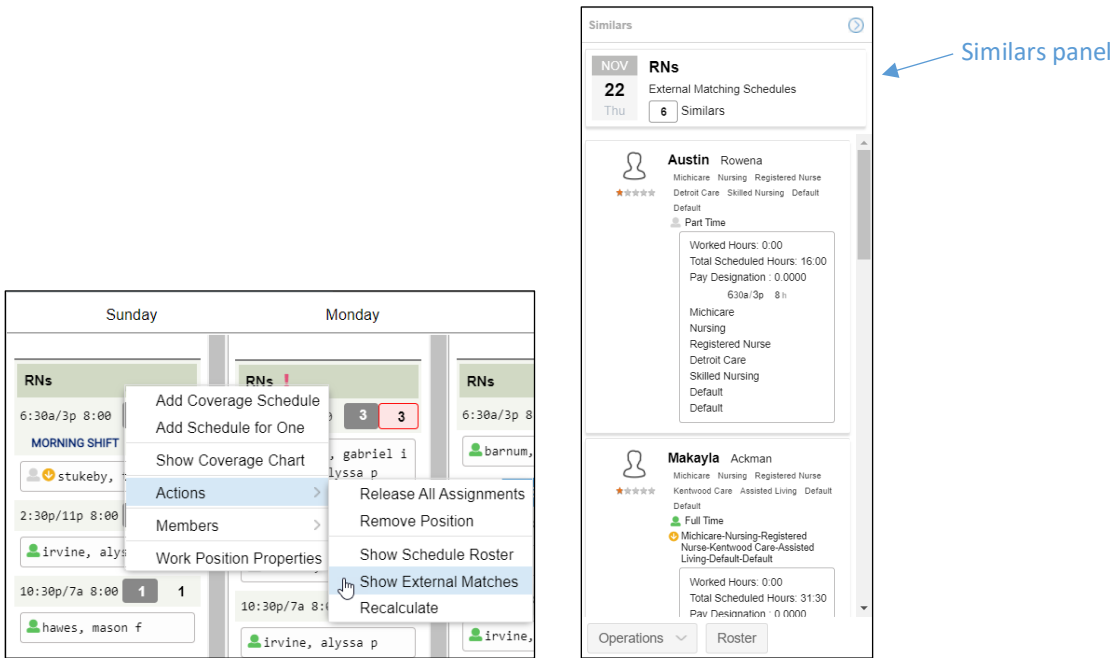 Similars
Similars panel
NOV
22
Thu
RNs
External Matching Schedules
6 Similars
Austin Rowena
Michicare Nursing Registered Nurse
Detroit Care Skilled Nursing Default
Default
Part Time
Worked Hours: 0:00
Total Scheduled Hours: 16:00
Pay Designation : 0.0000
630a/3p 8 h
Michicare
Nursing
Registered Nurse
Detroit Care
Skilled Nursing
Default
Default
Makayla Ackman
Michicare Nursing Registered Nurse
Kentwood Care Assisted Living Default
Default
Full Time
Michicare-Nursing-Registered
Nurse-Kentwood Care-Assisted
Living-Default-Default
Worked Hours: 0:00
Total Scheduled Hours: 31:30
Pay Designation : 0.0000
Operations
Roster
Sunday
Monday
RNs
6:30a/3p 8:00
MORNING SHIFT
stukeby,
2:30p/11p 8:00
irvine, alys
10:30p/7a 8:00 1 1
hawes, mason f
Add Coverage Schedule
Add Schedule for One
Show Coverage Chart
Actions
Members
Work Position Properties
RNs !
3 3
, gabriel i
lyssa p
Release All Assignments
Remove Position
Show Schedule Roster
Show External Matches
Recalculate
10:30p/7a 8:
irvine, alyssa p
RNs
6:30a/3p 8
barnum,
irvine,